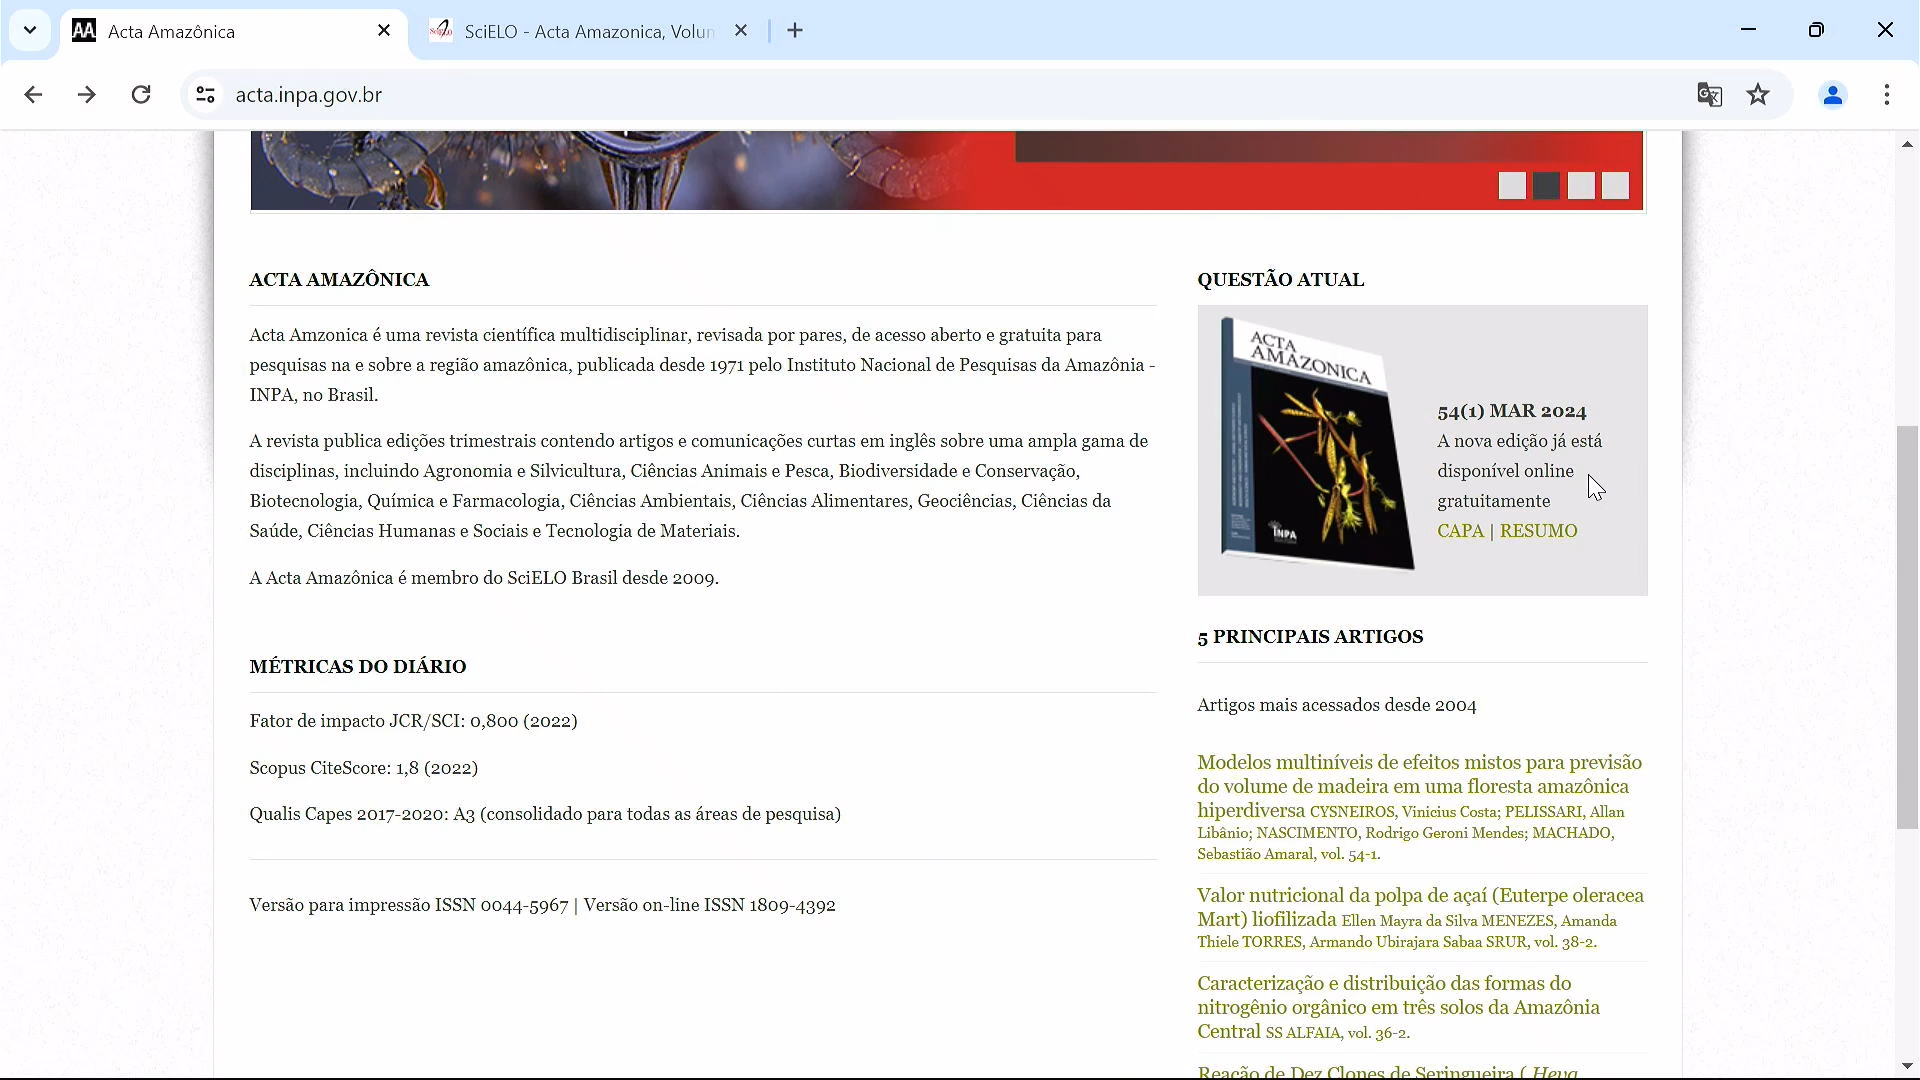 Acta Amazônica
SciELO - Acta Amazonica, Volun
acta.inpa.gov.br
ACTA AMAZÔNICA
Acta Amzonica é uma revista científica multidisciplinar, revisada por pares, de acesso aberto e gratuita para
pesquisas na e sobre a região amazônica, publicada desde 1971 pelo Instituto Nacional de Pesquisas da Amazônia -
INPA, no Brasil.
A revista publica edições trimestrais contendo artigos e comunicações curtas em inglês sobre uma ampla gama de
disciplinas, incluindo Agronomia e Silvicultura, Ciências Animais e Pesca, Biodiversidade e Conservação,
Biotecnologia, Química e Farmacologia, Ciências Ambientais, Ciências Alimentares, Geociências, Ciências da
Saúde, Ciências Humanas e Sociais e Tecnologia de Materiais.
A Acta Amazônica é membro do SciELO Brasil desde 2009.
MÉTRICAS DO DIÁRIO
Fator de impacto JCR/SCI: 0,800 (2022)
Scopus CiteScore: 1,8 (2022)
Qualis Capes 2017-2020: A3 (consolidado para todas as áreas de pesquisa)
Versão para impressão ISSN 0044-5967 | Versão on-line ISSN 1809-4392
QUESTÃO ATUAL
ACTA
AMAZONICA
INPA
54(1) MAR 2024
A nova edição já está
disponível online
gratuitamente
CAPA | RESUMO
5 PRINCIPAIS ARTIGOS
Artigos mais acessados desde 2004
Modelos multiníveis de efeitos mistos para previsão
do volume de madeira em uma floresta amazônica
hiperdiversa CYSNEIROS, Vinicius Costa; PELISSARI, Allan
Libânio; NASCIMENTO, Rodrigo Geroni Mendes; MACHADO,
Sebastião Amaral, vol. 54-1.
Valor nutricional da polpa de açaí (Euterpe oleracea
Mart) liofilizada Ellen Mayra da Silva MENEZES, Amanda
Thiele TORRES, Armando Ubirajara Sabaa SRUR, vol. 38-2.
Caracterização e distribuição das formas do
nitrogênio orgânico em três solos da Amazônia
Central SS ALFAIA, vol. 36-2.
Reação de Dez Clones de Seringueira ( Heva